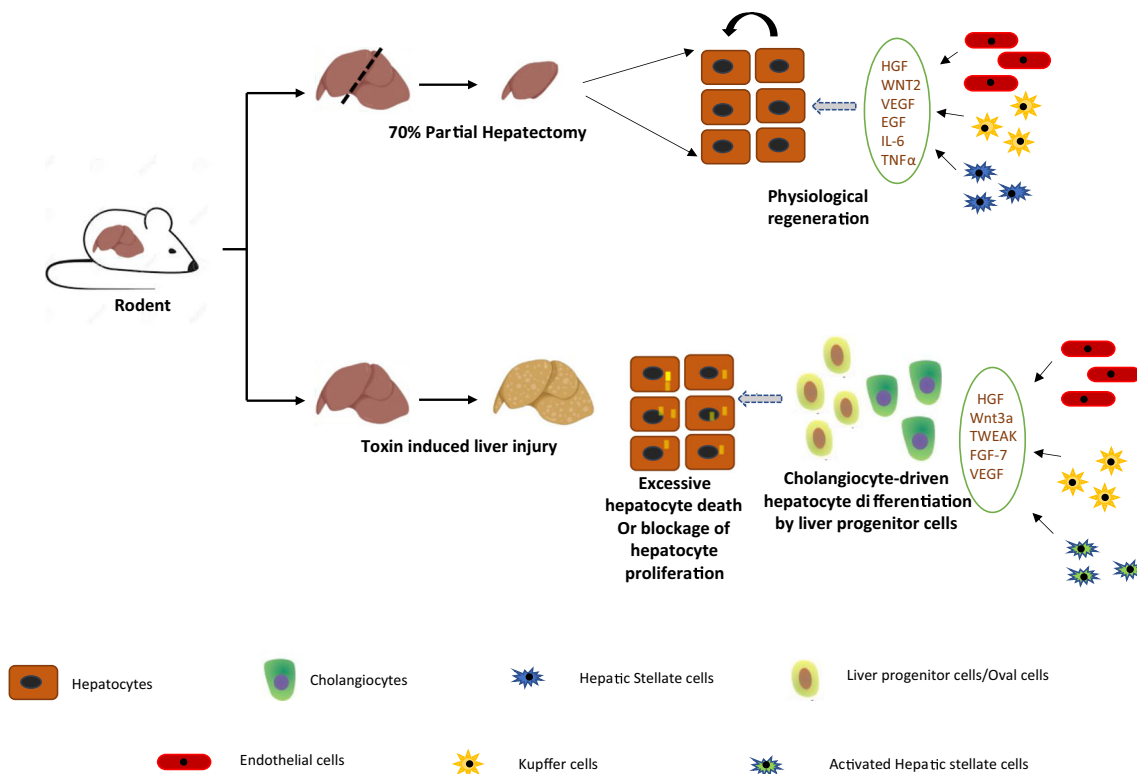 70% Partial Hepatectomy
HGF
WNT2
VEGF
EGF
IL-6
TNFα
Physiological
regeneration
Rodent
Toxin induced liver injury
Excessive
hepatocyte death
Or blockage of
hepatocyte
proliferation
Cholangiocyte-driven
hepatocyte differentiation
by liver progenitor cells
HGF
Wnt3a
TWEAK
FGF-7
VEGF
Hepatocytes
Cholangiocytes
Hepatic Stellate cells
Liver progenitor cells/Oval cells
Endothelial cells
Kupffer cells
Activated Hepatic stellate cells